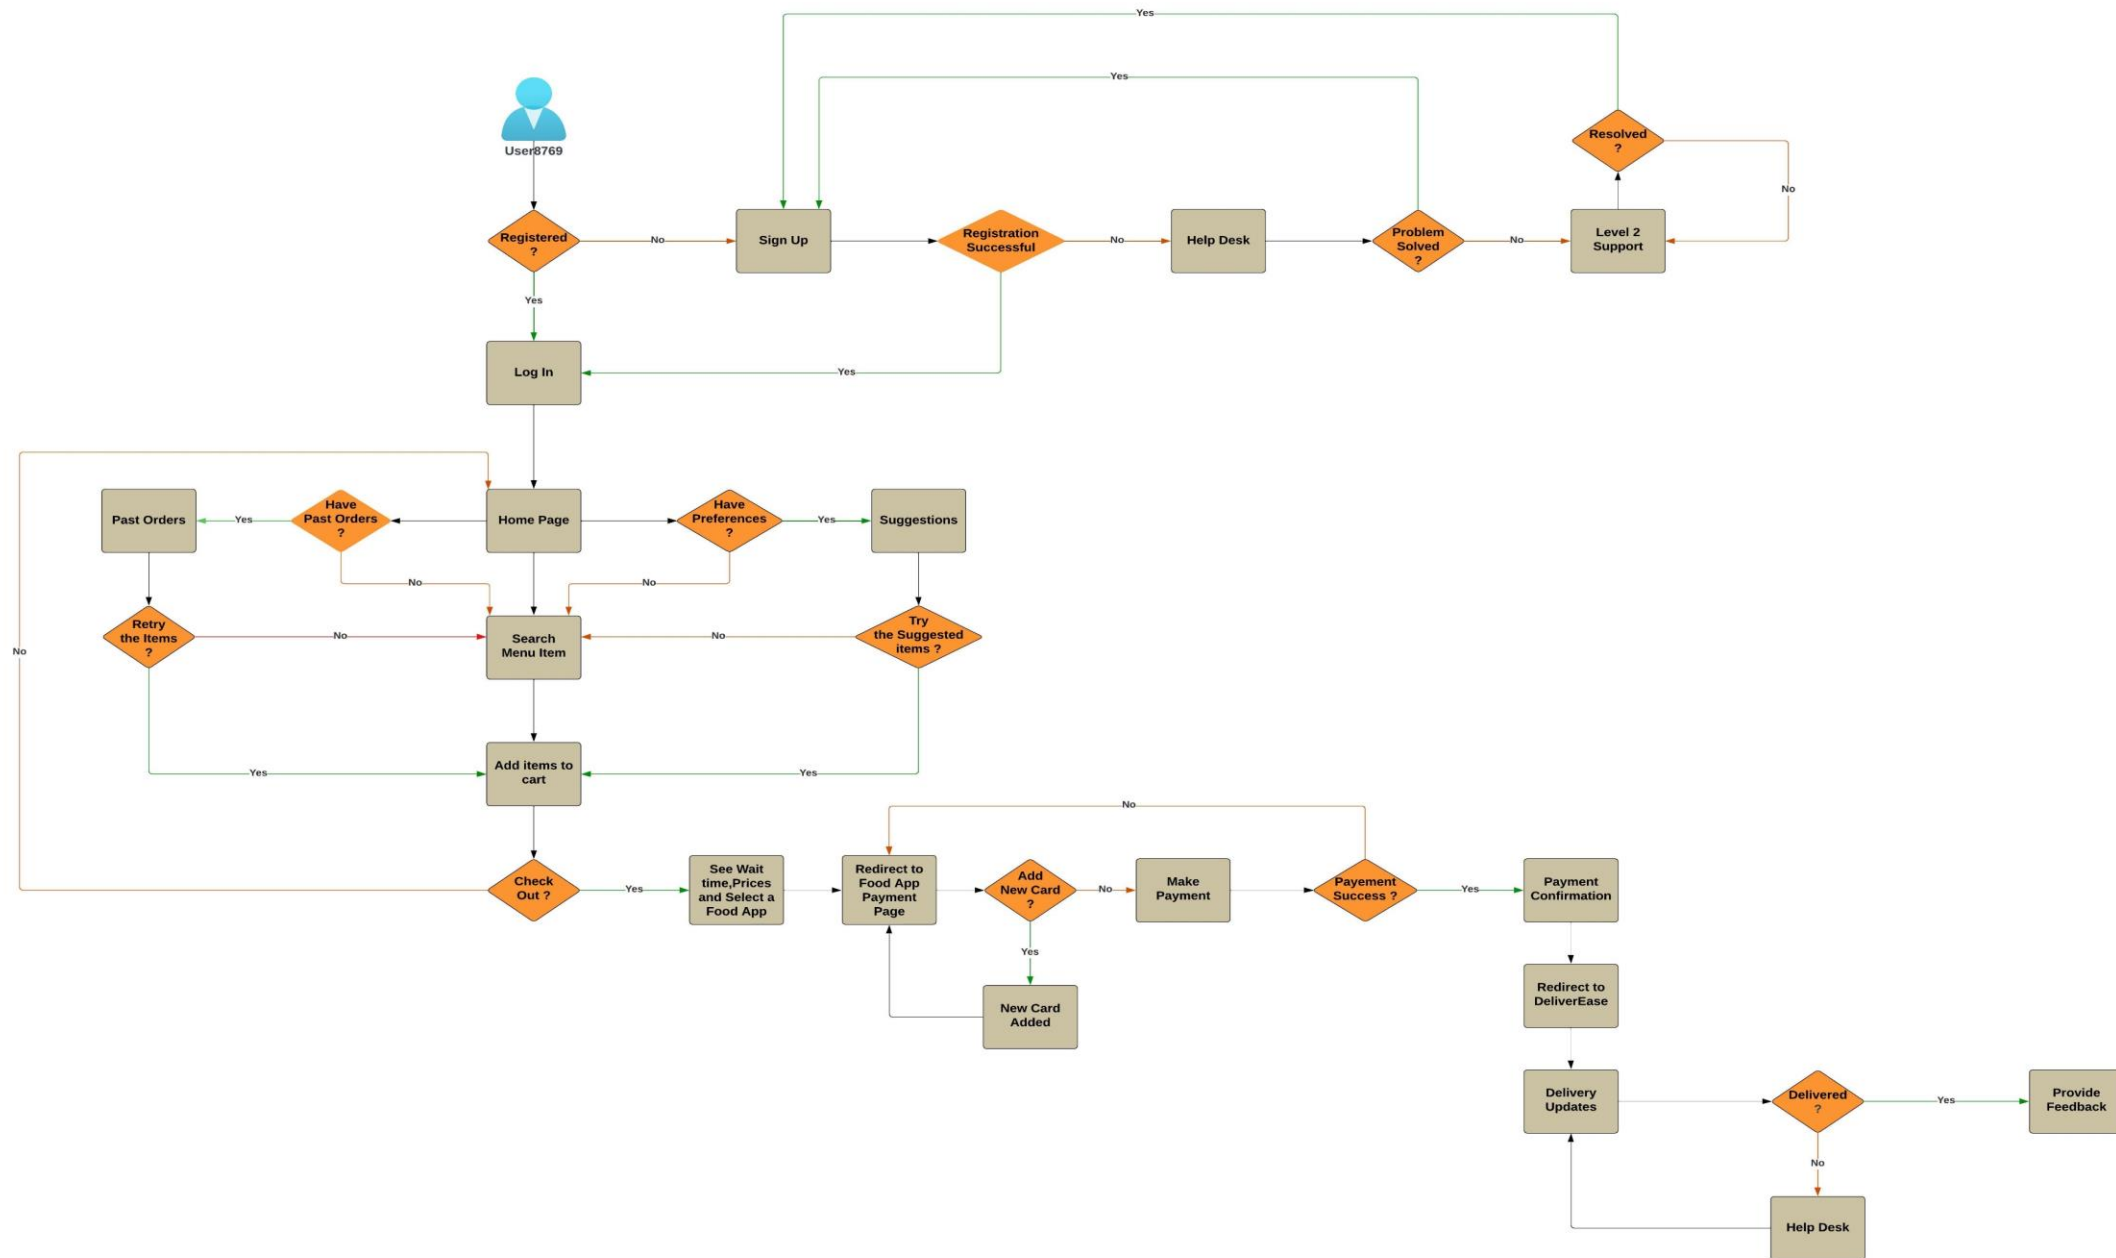 Yes
Yes
User8769
Resolved
?
No
Registered
?
No
Sign Up
Registration
Successful
No
Help Desk
Problem
Solved
?
No
Level 2
Support
Yes
Log In
Yes
Past Orders
Yes
Have
Past Orders
?
Home Page
Have
Preferences
?
Yes
Suggestions
No
No
Retry
the Items
?
No
Search
Menu Item
No
Try
the Suggested
items ?
No
Yes
Add items to
cart
Yes
No
Check
Out ?
Yes
See Wait
time,Prices
and Select a
Food App
Redirect to
Food App
Payment
Page
Add
New Card
?
No
Make
Payment
Payement
Success ?
Yes
Payment
Confirmation
Yes
New Card
Added
Redirect to
DeliverEase
Delivery
Updates
Delivered
?
Yes
Provide
Feedback
No
Help Desk